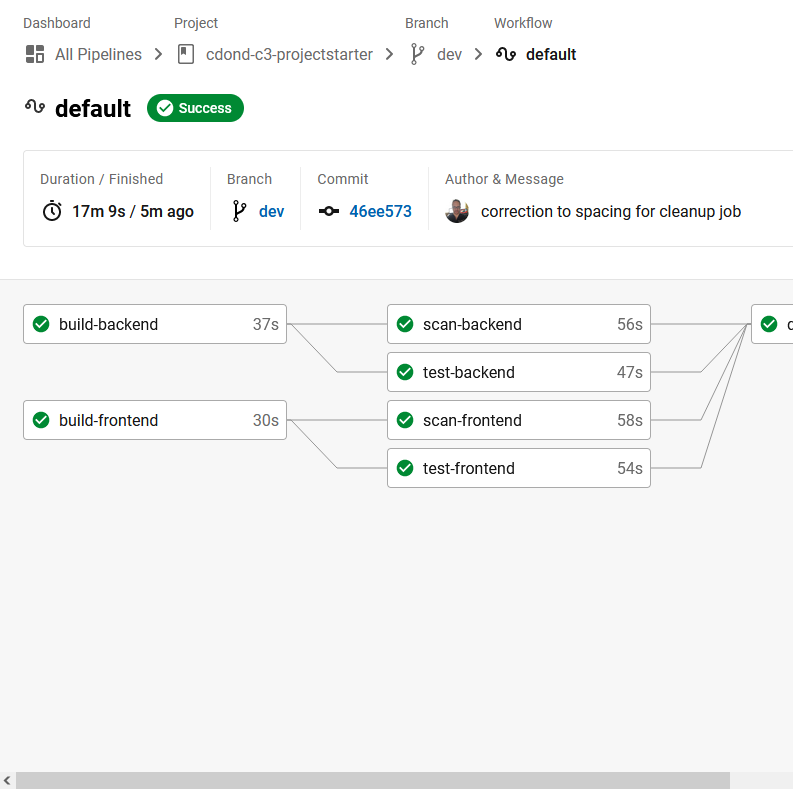 Dashboard Project Branch Workflow
All Pipelines cdond-c3-projectstarter dev default
default Success
Duration / Finished Branch Commit Author & Message
17m 9s / 5m ago dev 46ee573 correction to spacing for cleanup job
build-backend 37s scan-backend 56s
test-backend 47s
build-frontend 30s scan-frontend 58s
test-frontend 54s